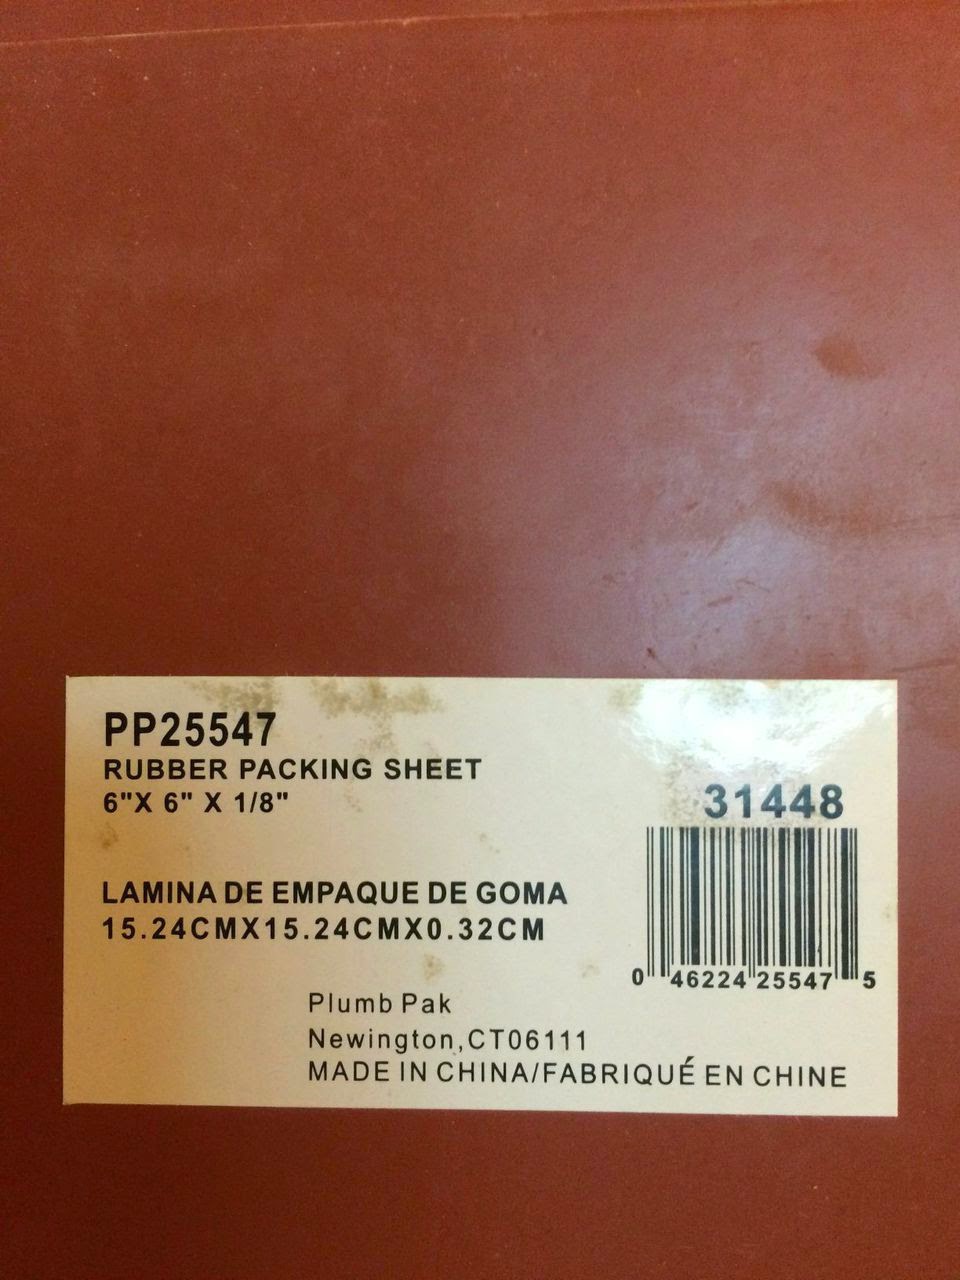 PP25547
RUBBER PACKING SHEET
6"X 6" X 1/8"
31448
LAMINA DE EMPAQUE DE GOMA
15.24CMX15.24CMX0.32CM
0 46224 25547 5
Plumb Pak
Newington,CT06111
MADE IN CHINA/FABRIQUÉ EN CHINE